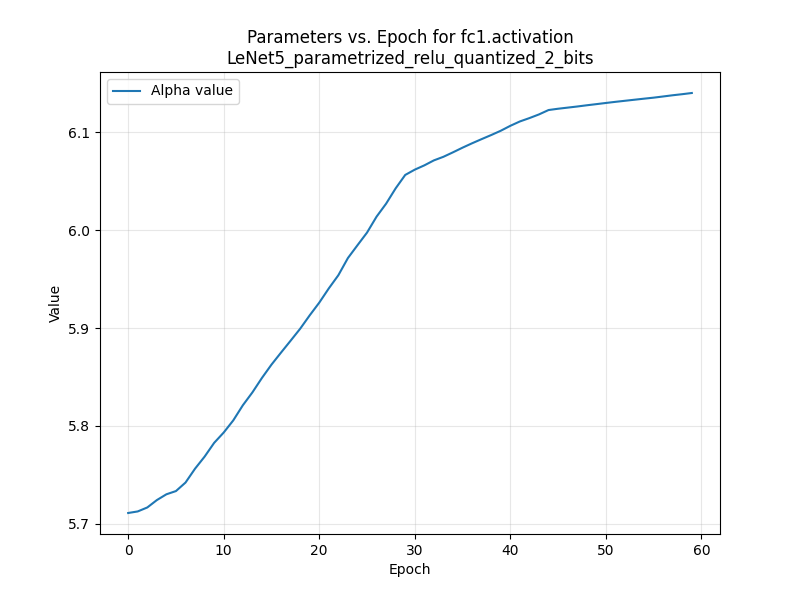 Parameters vs. Epoch for fc1.activation
LeNet5_parametrized_relu_quantized_2_bits
Alpha value
6.1
6.0
5.9
5.8
5.7
Value
0 10 20 30 40 50 60
Epoch